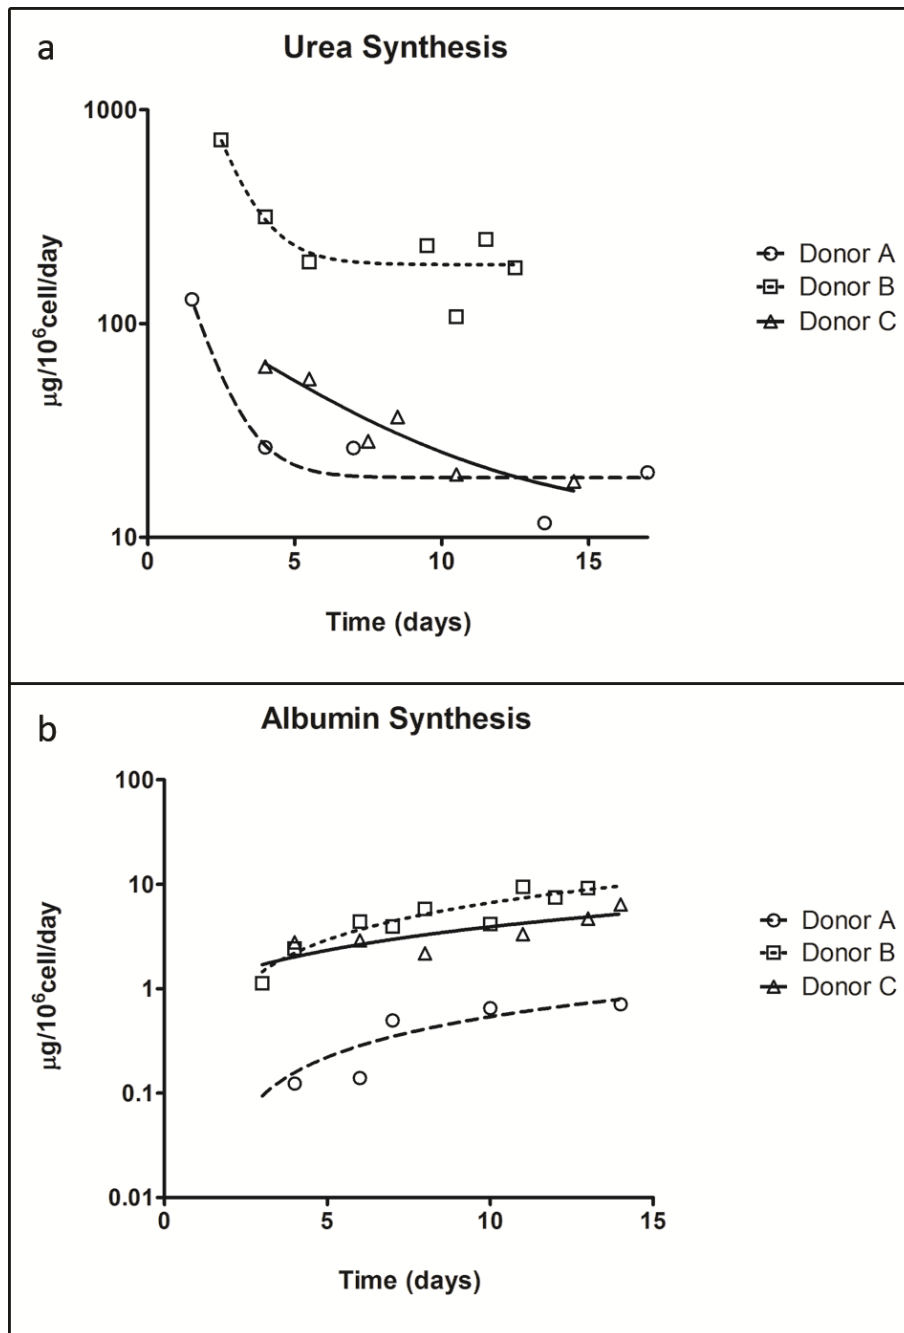 a
Urea Synthesis
1000
100
10
0 5 10 15
μg/10⁶cell/day
Time (days)
Donor A
Donor B
Donor C
b
Albumin Synthesis
100
10
1
0.1
0.01
0 5 10 15
μg/10⁶cell/day
Time (days)
Donor A
Donor B
Donor C